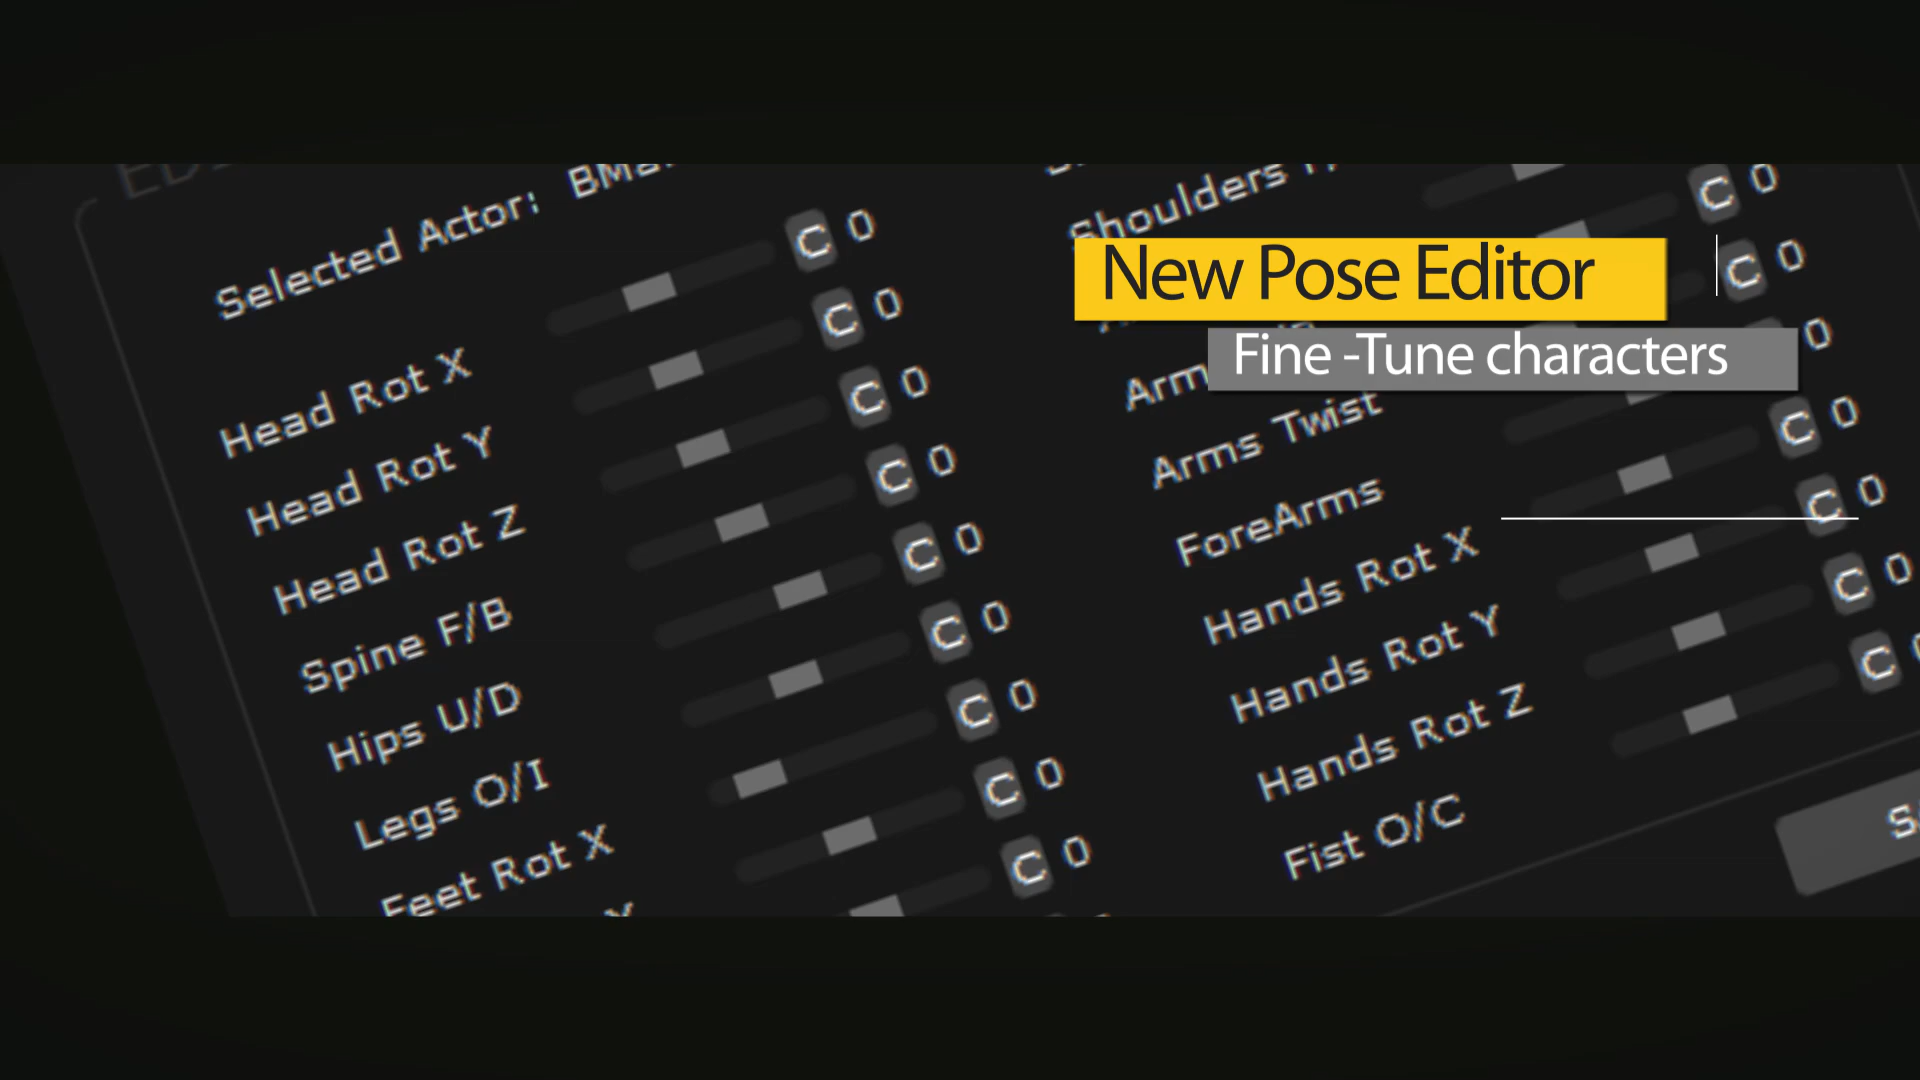 Selected Actor:
Head Rot X C 0
Head Rot Y C 0
Head Rot Z C 0
Spine F/B C 0
Hips U/D C 0
Legs O/I C 0
Feet Rot X C 0
C 0
C 0
Shoulders
C 0
C 0
0
Arms Twist C 0
ForeArms C 0
Hands Rot X C 0
Hands Rot Y C
Hands Rot Z
Fist O/C
New Pose Editor
Fine -Tune characters